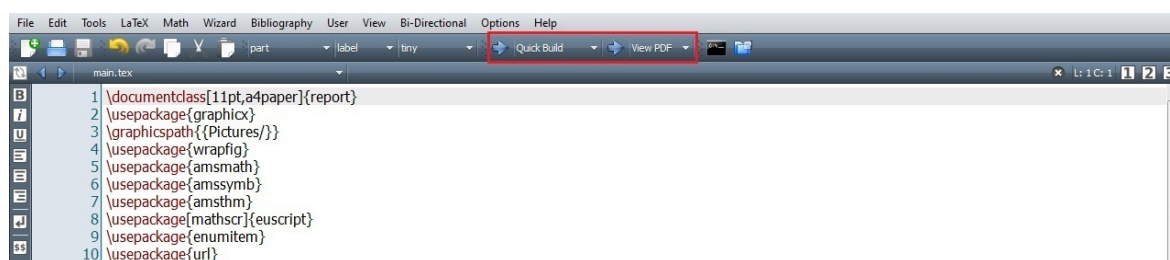 File Edit Tools LaTeX Math Wizard Bibliography User View Bi-Directional Options Help
part label tiny Quick Build View PDF
main.tex L: 1 C: 1 1 2 3
B
i
U
$$
1 \documentclass[11pt,a4paper]{report}
2 \usepackage{graphicx}
3 \graphicspath{{Pictures/}}
4 \usepackage{wrapfig}
5 \usepackage{amsmath}
6 \usepackage{amssymb}
7 \usepackage{amsthm}
8 \usepackage[mathscr]{euscript}
9 \usepackage{enumitem}
10 \usepackage{url}